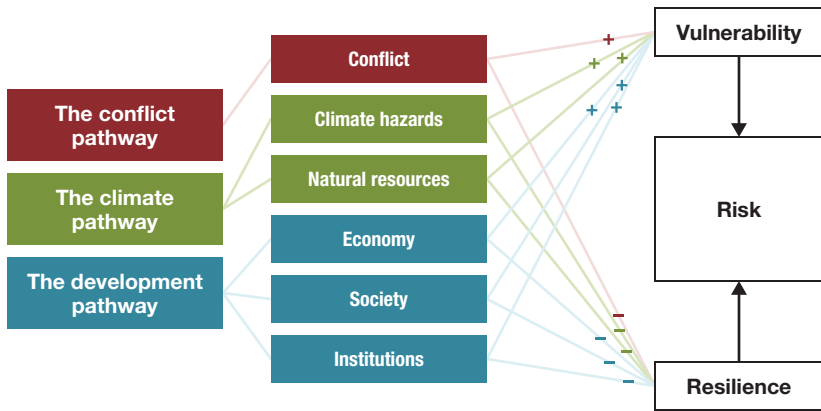 The conflict
pathway
The climate
pathway
The development
pathway
Conflict
Climate hazards
Natural resources
Economy
Society
Institutions
+
+ +
+
+ +
–
–
–
–
–
–
Vulnerability
Risk
Resilience